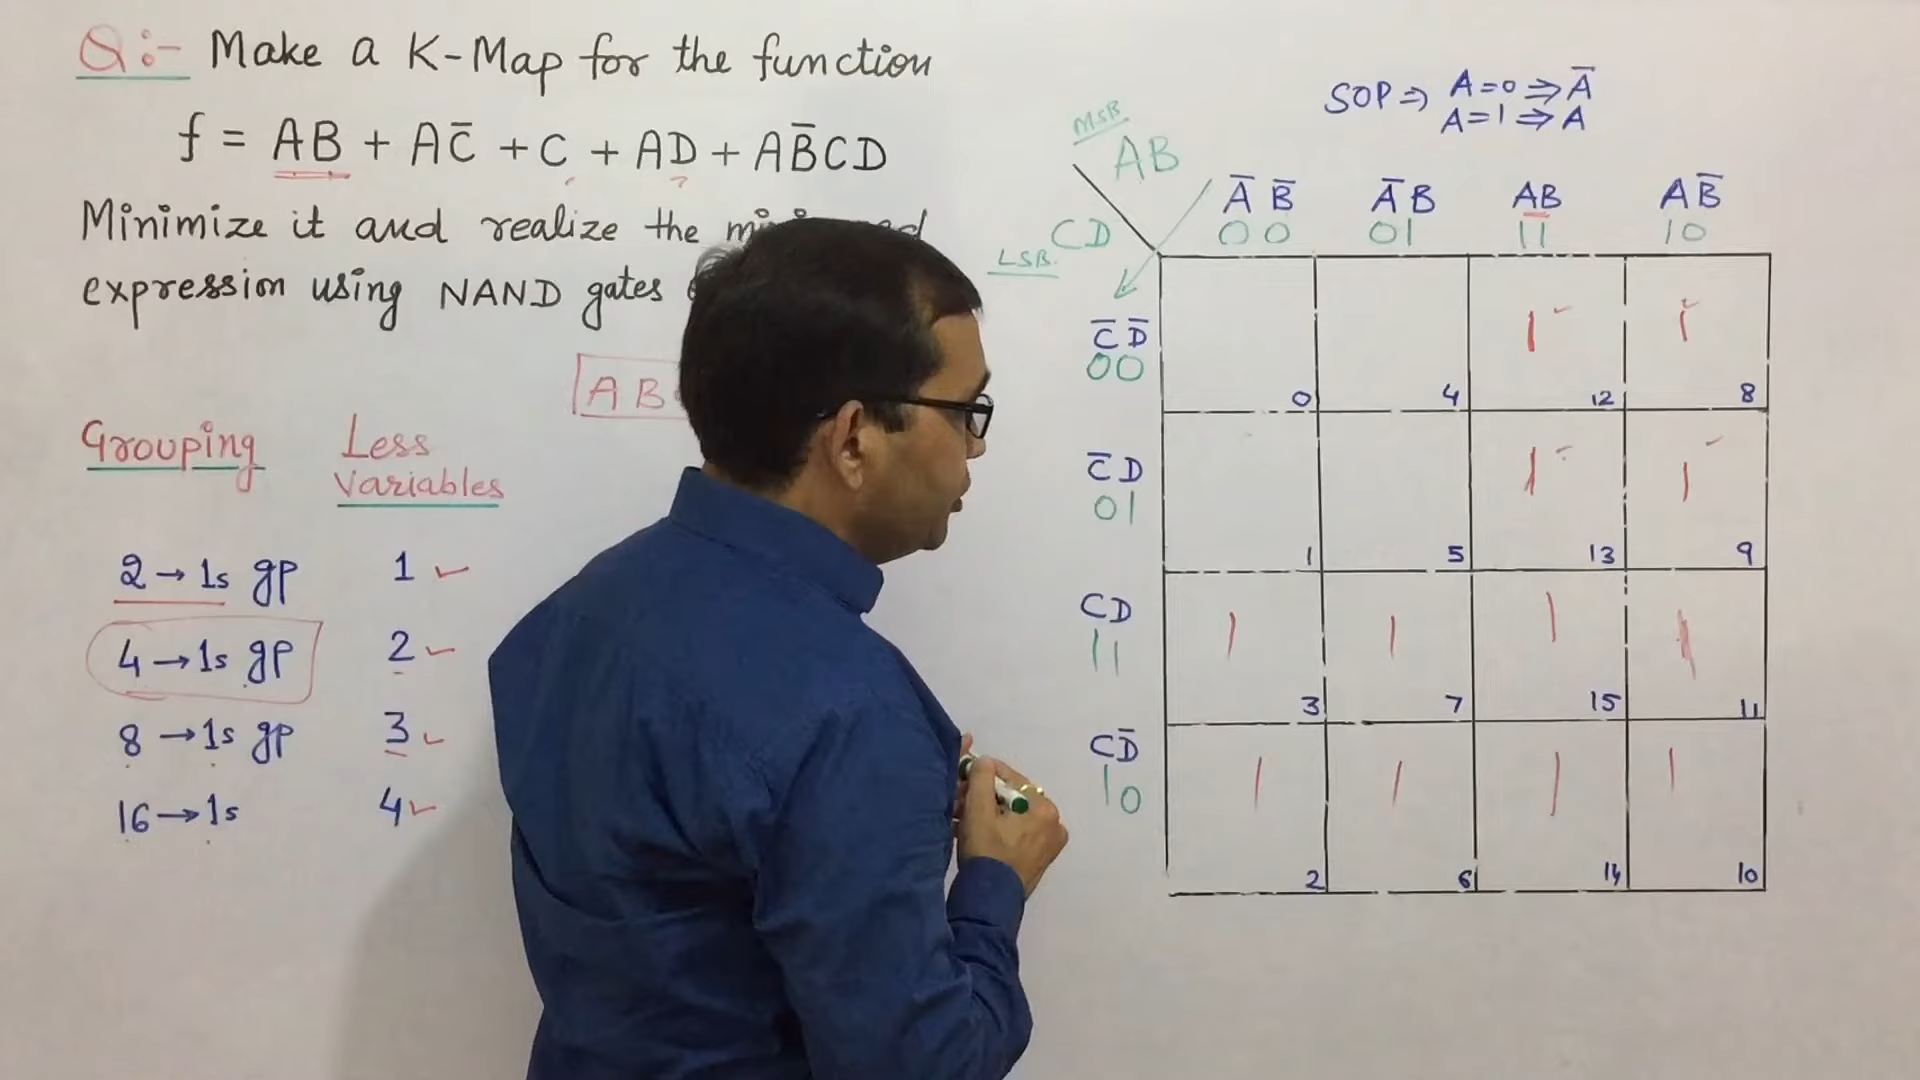 Q:- Make a K-Map for the function
f = AB + AC̅ + C + AD + AB̅CD
Minimize it and realize the
expression using NAND gates
AB
Grouping Less Variables
2 → 1s gp 1 ✓
4 → 1s gp 2 ✓
8 → 1s gp 3 ✓
16 → 1s 4 ✓
SOP ⇒ A=0 ⇒ A̅
A=1 ⇒ A
MSB
AB
CD
LSB.
A̅ B̅ A̅ B AB A B̅
00 01 11 10
C̅ D̅
00
1 1
0 4 12 8
C̅ D
01
1 1
1 5 13 9
CD
11
1 1 1 1
3 7 15 11
C D̅
10
1 1 1 1
2 6 14 10